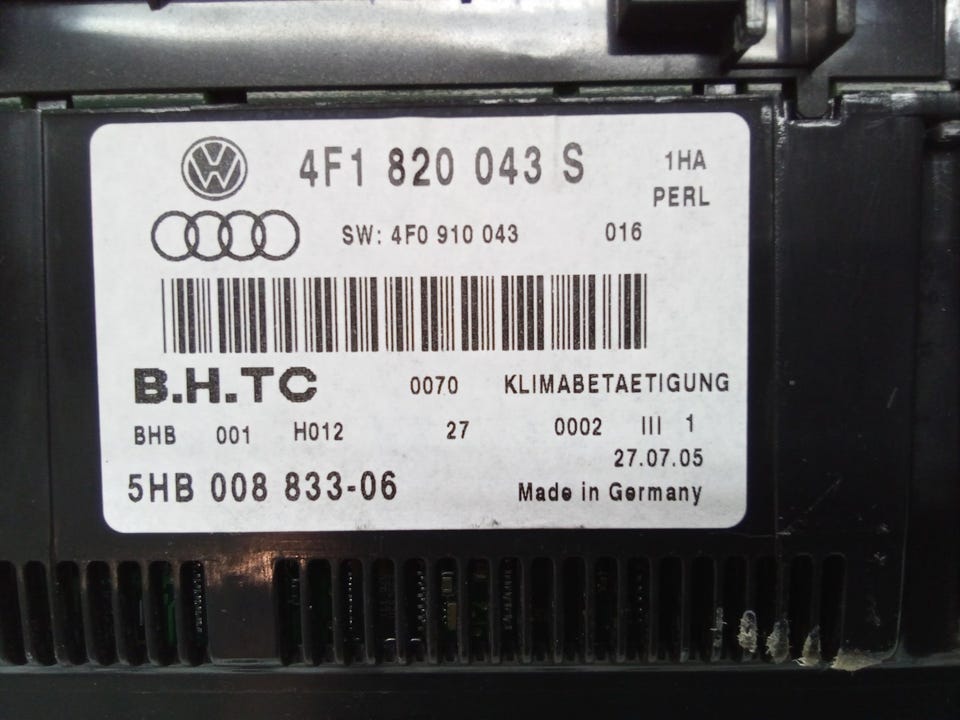 4F1 820 043 S 1HA
PERL
SW: 4F0 910 043 016
B.H.TC 0070 KLIMABETAETIGUNG
BHB 001 H012 27 0002 III 1
27.07.05
5HB 008 833-06 Made in Germany